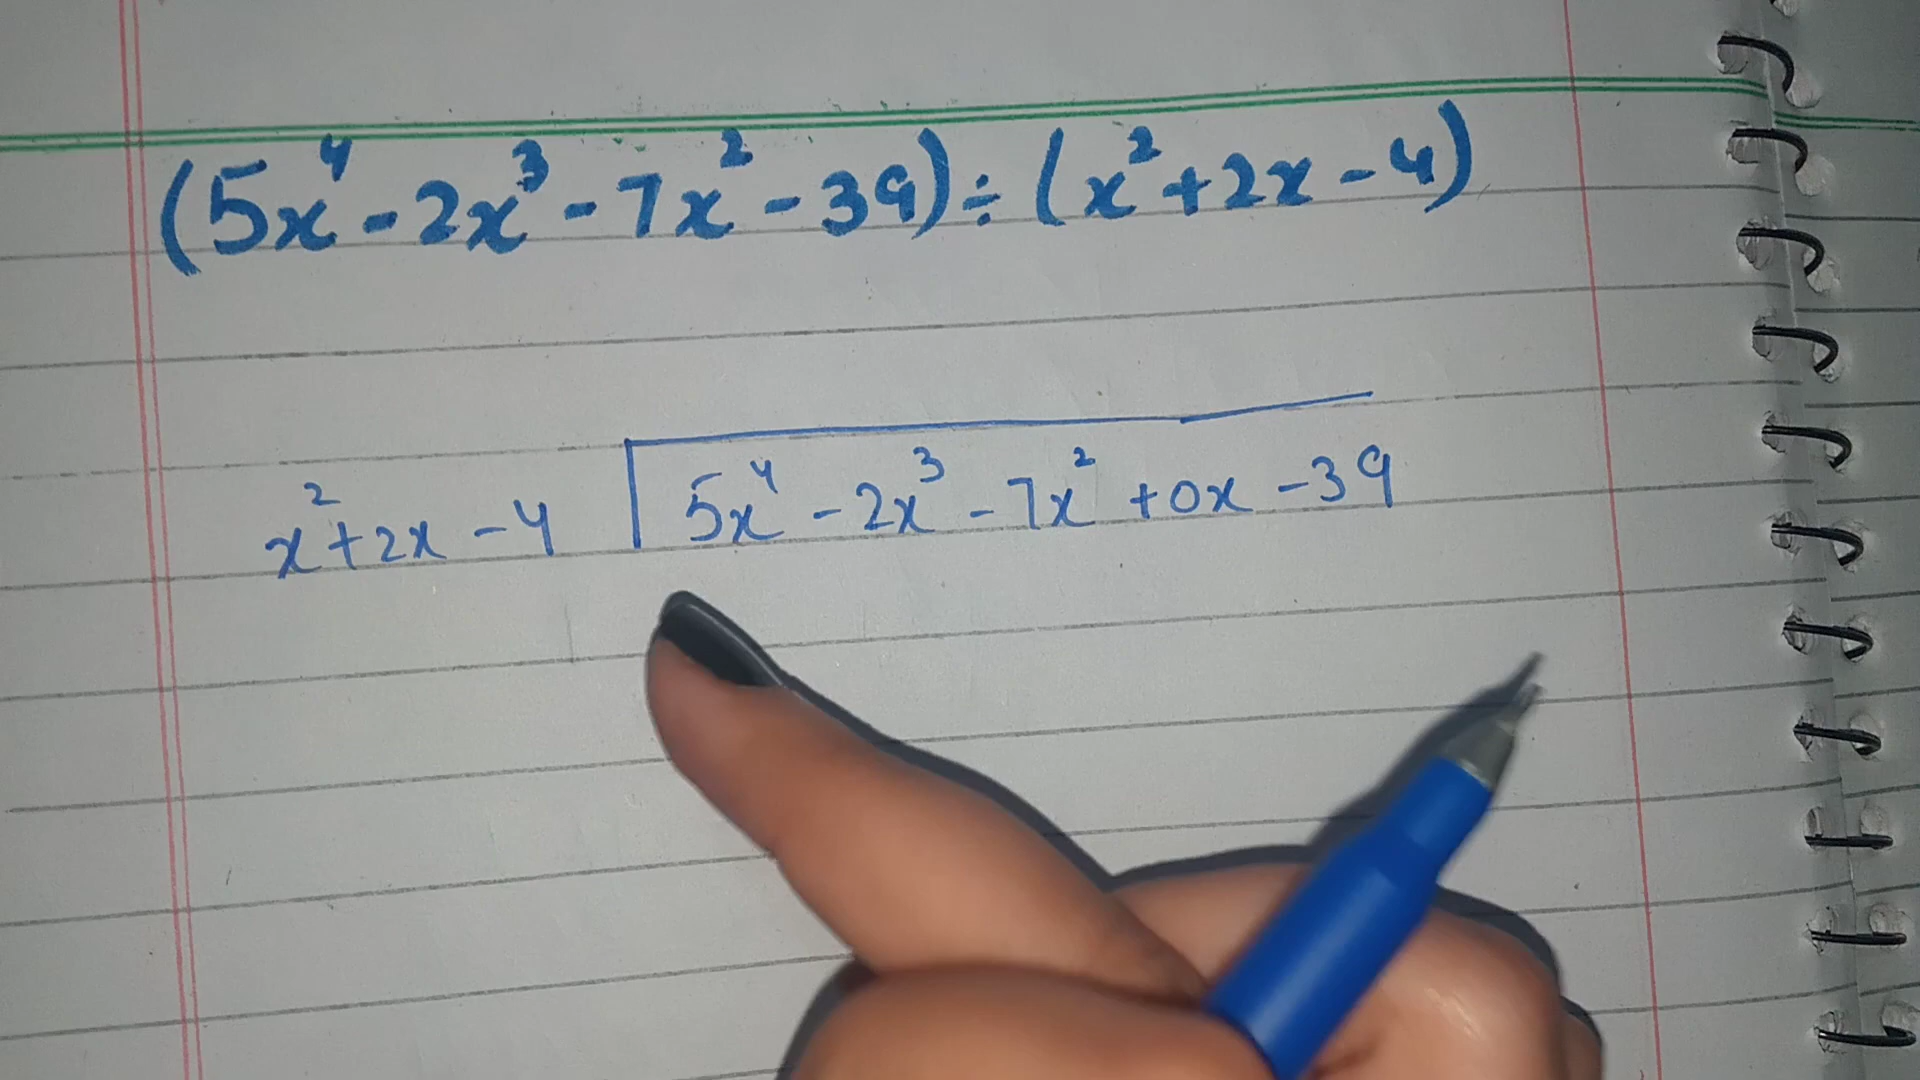 (5x⁴ - 2x³ - 7x² - 39) ÷ (x² + 2x - 4)
x² + 2x - 4 5x⁴ - 2x³ - 7x² + 0x - 39